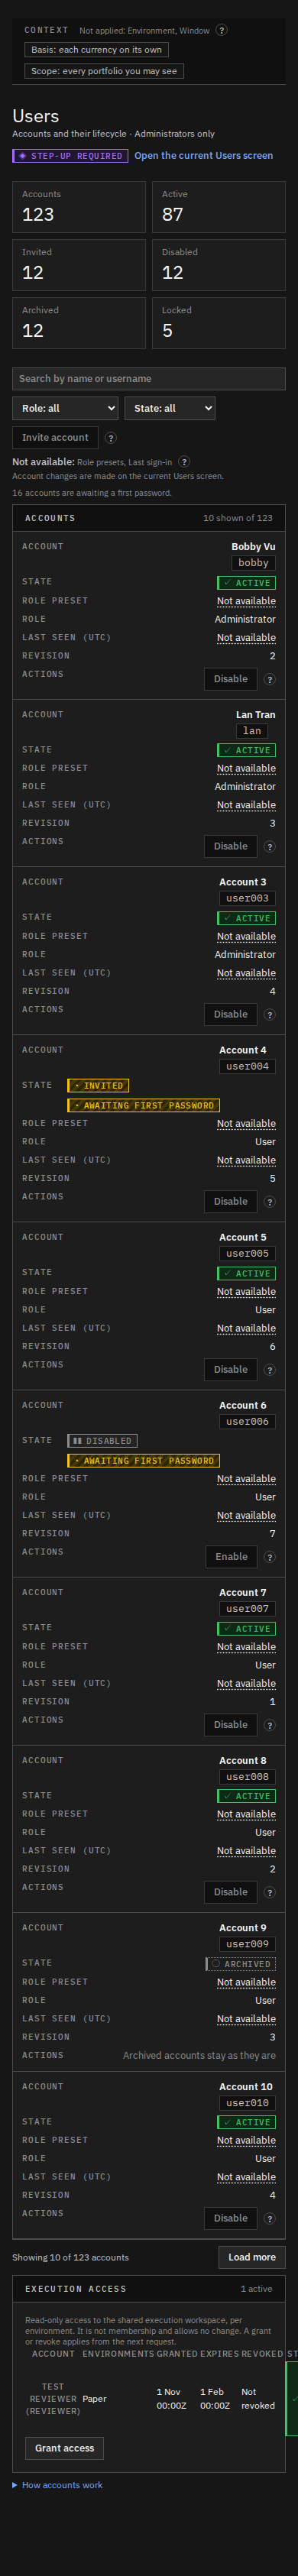 CONTEXT Not applied: Environment, Window ?
Basis: each currency on its own
Scope: every portfolio you may see
Users
Accounts and their lifecycle · Administrators only
◈ STEP-UP REQUIRED Open the current Users screen
Accounts Active
123 87
Invited Disabled
12 12
Archived Locked
12 5
Search by name or username
Role: all State: all
Invite account ?
Not available: Role presets, Last sign-in ?
Account changes are made on the current Users screen.
16 accounts are awaiting a first password.
ACCOUNTS 10 shown of 123
ACCOUNT Bobby Vu
bobby
STATE ✓ ACTIVE
ROLE PRESET Not available
ROLE Administrator
LAST SEEN (UTC) Not available
REVISION 2
ACTIONS Disable ?
ACCOUNT Lan Tran
lan
STATE ✓ ACTIVE
ROLE PRESET Not available
ROLE Administrator
LAST SEEN (UTC) Not available
REVISION 3
ACTIONS Disable ?
ACCOUNT Account 3
user003
STATE ✓ ACTIVE
ROLE PRESET Not available
ROLE Administrator
LAST SEEN (UTC) Not available
REVISION 4
ACTIONS Disable ?
ACCOUNT Account 4
user004
STATE INVITED
AWAITING FIRST PASSWORD
ROLE PRESET Not available
ROLE User
LAST SEEN (UTC) Not available
REVISION 5
ACTIONS Disable ?
ACCOUNT Account 5
user005
STATE ✓ ACTIVE
ROLE PRESET Not available
ROLE User
LAST SEEN (UTC) Not available
REVISION 6
ACTIONS Disable ?
ACCOUNT Account 6
user006
STATE DISABLED
AWAITING FIRST PASSWORD
ROLE PRESET Not available
ROLE User
LAST SEEN (UTC) Not available
REVISION 7
ACTIONS Enable ?
ACCOUNT Account 7
user007
STATE ✓ ACTIVE
ROLE PRESET Not available
ROLE User
LAST SEEN (UTC) Not available
REVISION 1
ACTIONS Disable ?
ACCOUNT Account 8
user008
STATE ✓ ACTIVE
ROLE PRESET Not available
ROLE User
LAST SEEN (UTC) Not available
REVISION 2
ACTIONS Disable ?
ACCOUNT Account 9
user009
STATE ARCHIVED
ROLE PRESET Not available
ROLE User
LAST SEEN (UTC) Not available
REVISION 3
ACTIONS Archived accounts stay as they are
ACCOUNT Account 10
user010
STATE ✓ ACTIVE
ROLE PRESET Not available
ROLE User
LAST SEEN (UTC) Not available
REVISION 4
ACTIONS Disable ?
Showing 10 of 123 accounts Load more
EXECUTION ACCESS 1 active
Read-only access to the shared execution workspace, per
environment. It is not membership and allows no change. A grant
or revoke applies from the next request.
ACCOUNT ENVIRONMENTS GRANTED EXPIRES REVOKED ST
TEST REVIEWER (REVIEWER) Paper 1 Nov 00:00Z 1 Feb 00:00Z Not revoked
Grant access
How accounts work